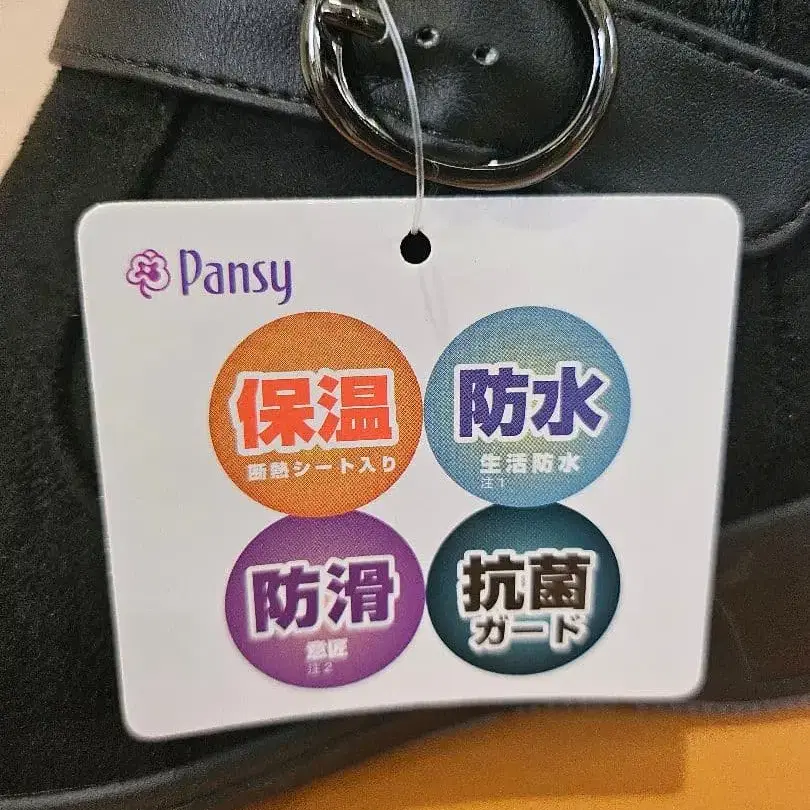 Pansy
保温
断熱シート入り
防水
生活防水
注1
防滑
意匠
注2
抗菌
ガード